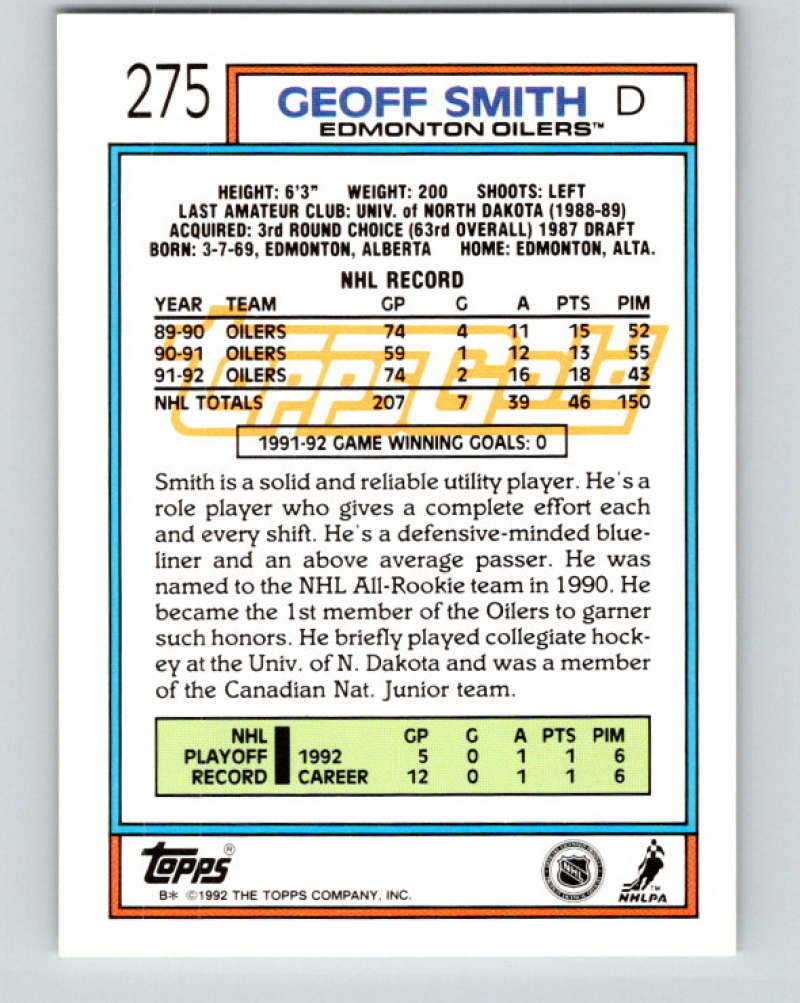 275
GEOFF SMITH D
EDMONTON OILERS™
HEIGHT: 6'3" WEIGHT: 200 SHOOTS: LEFT
LAST AMATEUR CLUB: UNIV. of NORTH DAKOTA (1988-89)
ACQUIRED: 3rd ROUND CHOICE (63rd OVERALL) 1987 DRAFT
BORN: 3-7-69, EDMONTON, ALBERTA HOME: EDMONTON, ALTA.
NHL RECORD
YEAR TEAM GP G A PTS PIM
89-90 OILERS 74 4 11 15 52
90-91 OILERS 59 1 12 13 55
91-92 OILERS 74 2 16 18 43
NHL TOTALS 207 7 39 46 150
ToppsGold
1991-92 GAME WINNING GOALS: 0
Smith is a solid and reliable utility player. He's a
role player who gives a complete effort each
and every shift. He's a defensive-minded blue-
liner and an above average passer. He was
named to the NHL All-Rookie team in 1990. He
became the 1st member of the Oilers to garner
such honors. He briefly played collegiate hock-
ey at the Univ. of N. Dakota and was a member
of the Canadian Nat. Junior team.
NHL GP G A PTS PIM
PLAYOFF 1992 5 0 1 1 6
RECORD CAREER 12 0 1 1 6
TOPPS®
B* ©1992 THE TOPPS COMPANY, INC.
NHL
™
NHLPA